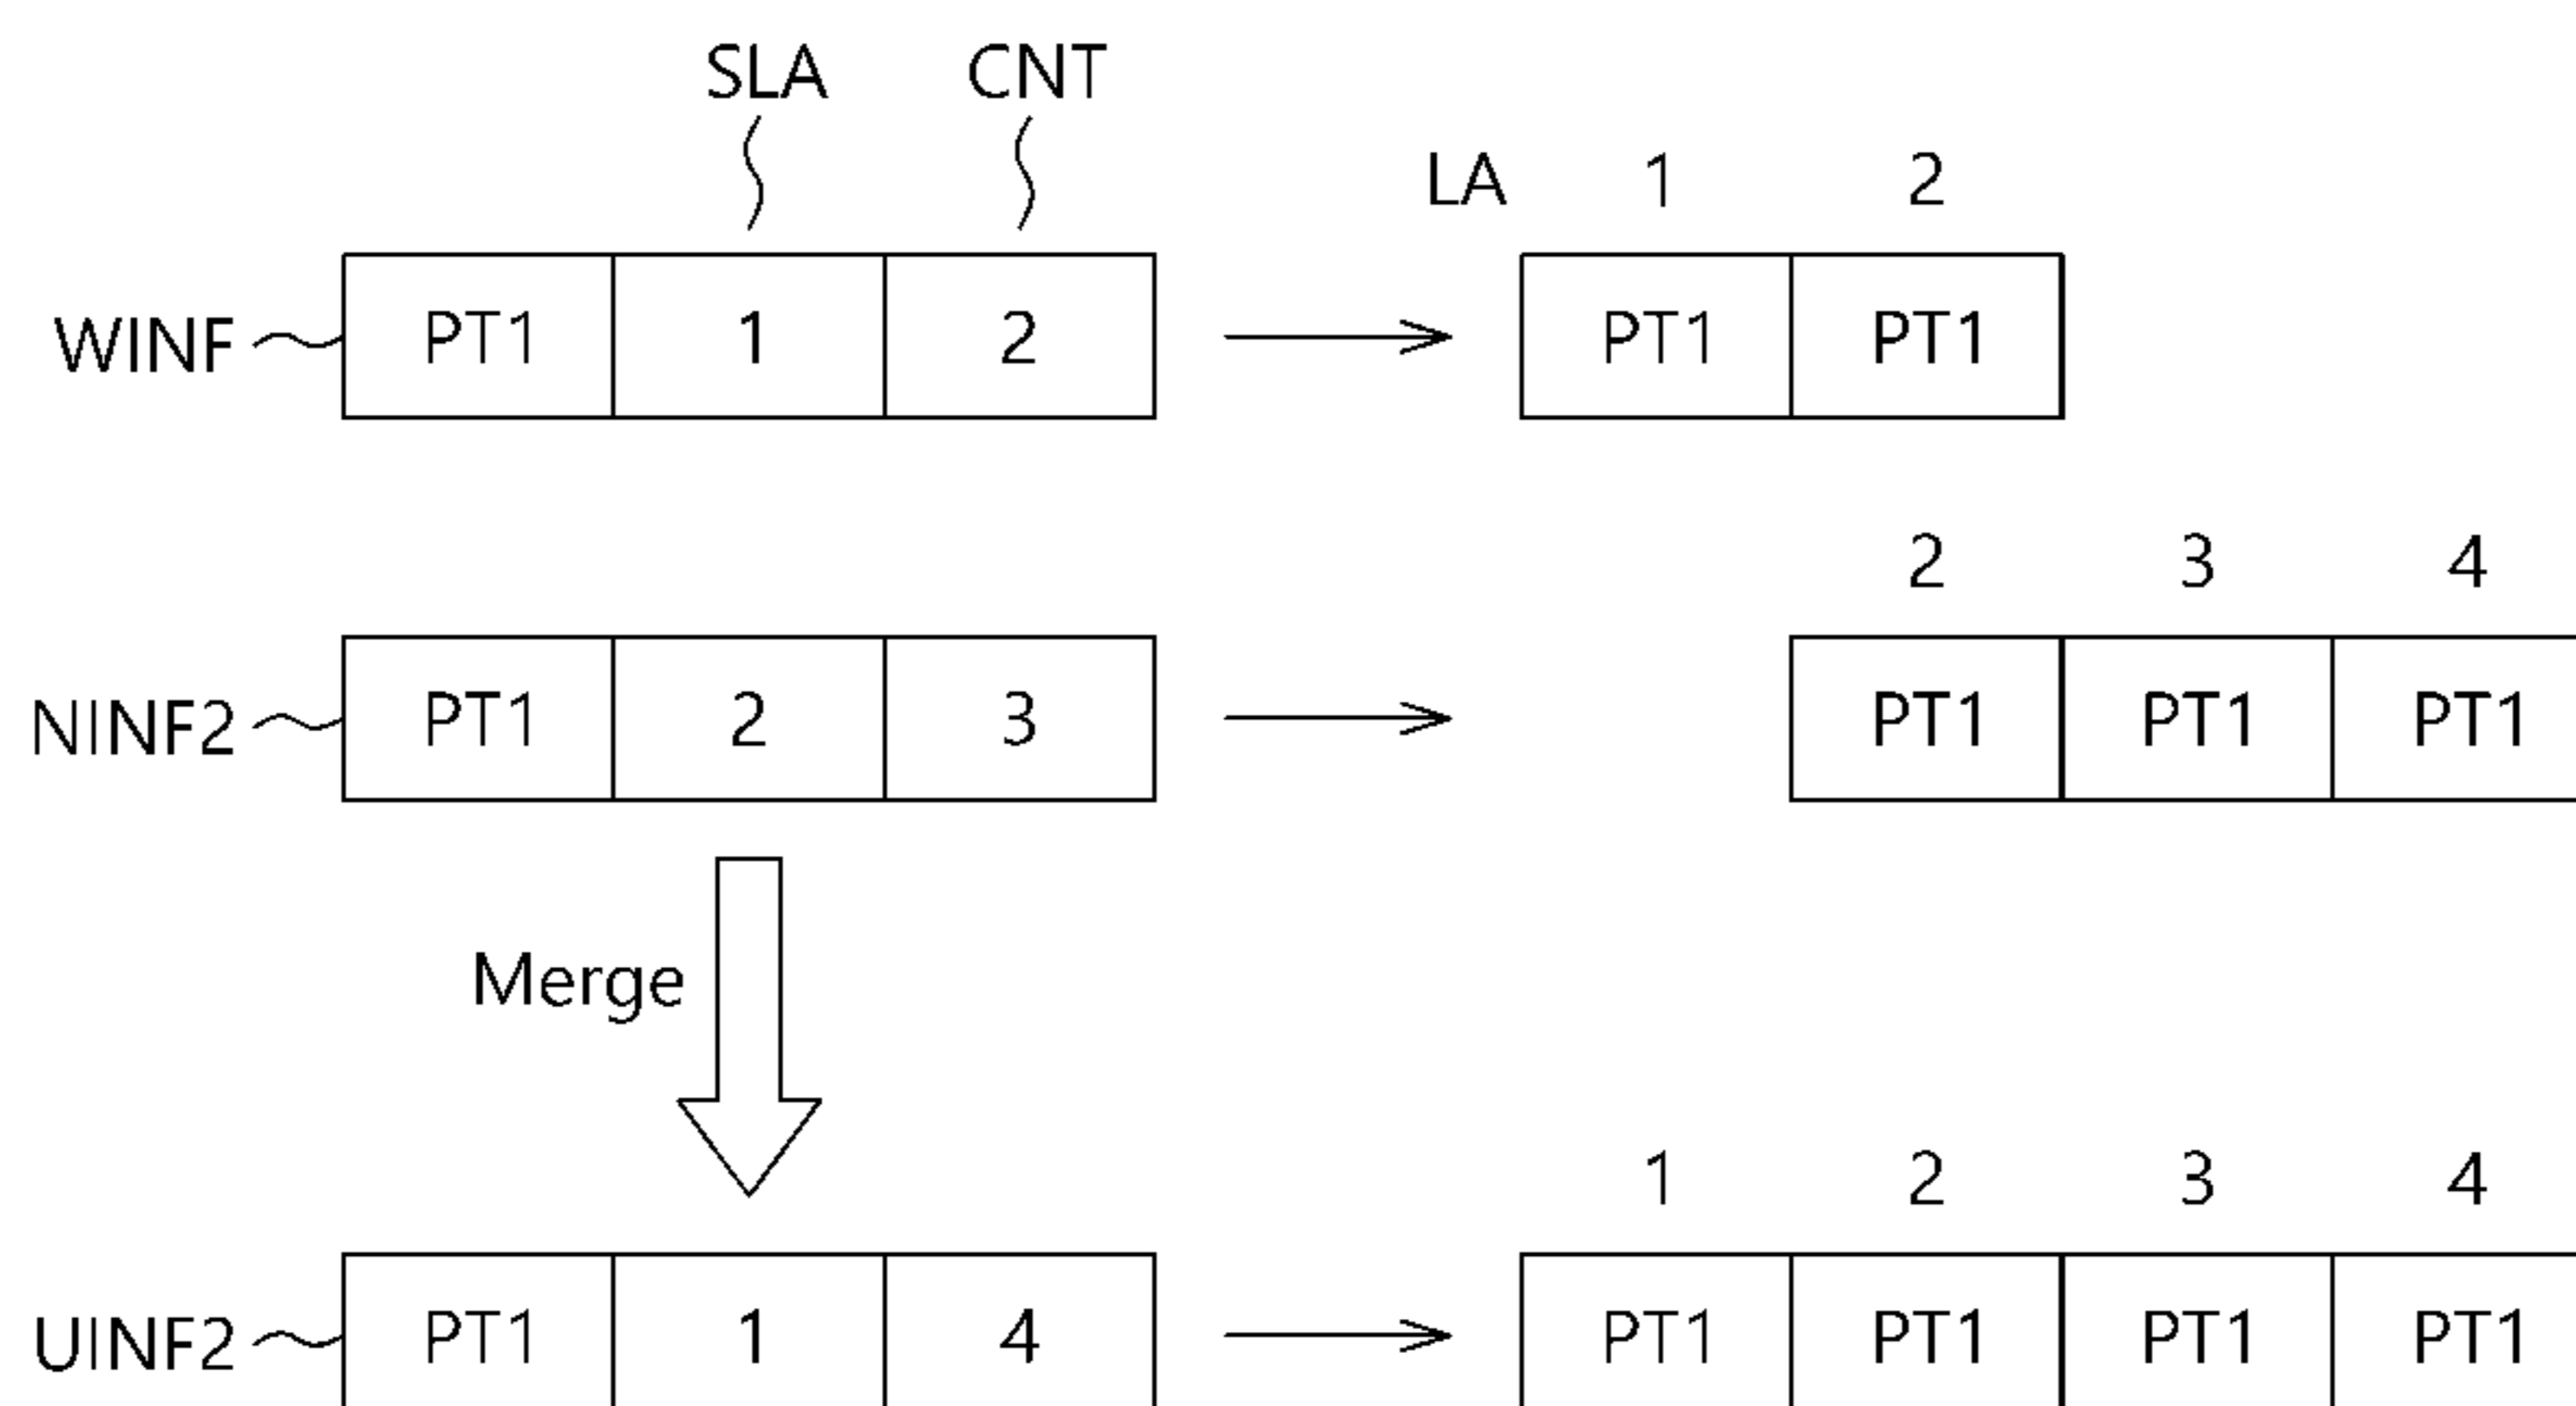 SLA CNT
LA 1 2
WINF PT1 1 2 PT1 PT1
2 3 4
NINF2 PT1 2 3 PT1 PT1 PT1
Merge
1 2 3 4
UINF2 PT1 1 4 PT1 PT1 PT1 PT1